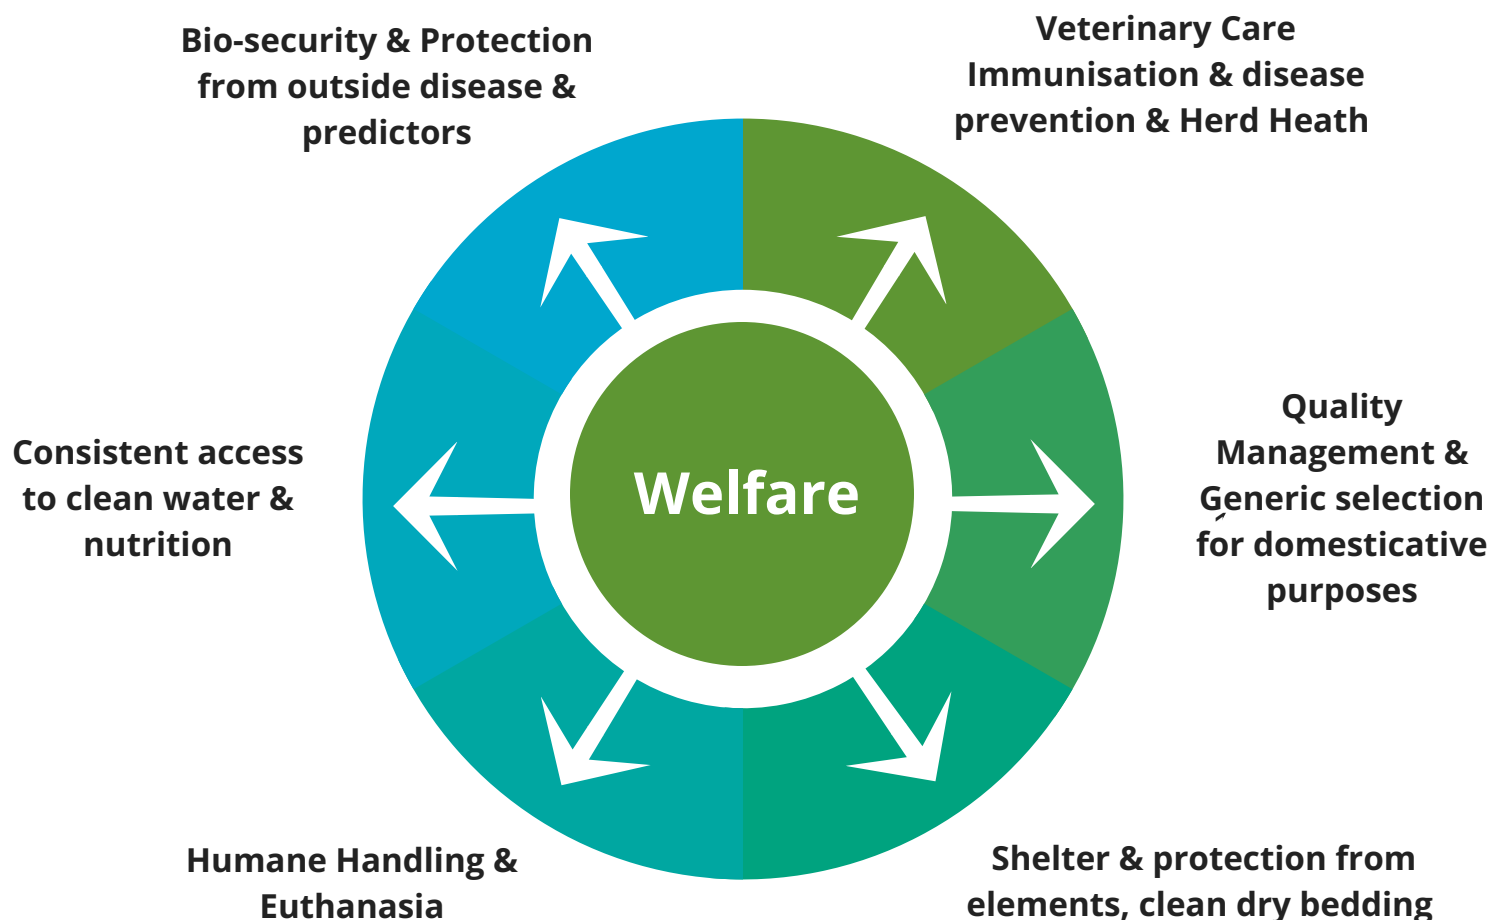 Bio-security & Protection
from outside disease &
predictors
Veterinary Care
Immunisation & disease
prevention & Herd Heath
Consistent access
to clean water &
nutrition
Welfare
Quality
Management &
Generic selection
for domesticative
purposes
Humane Handling &
Euthanasia
Shelter & protection from
elements, clean dry bedding